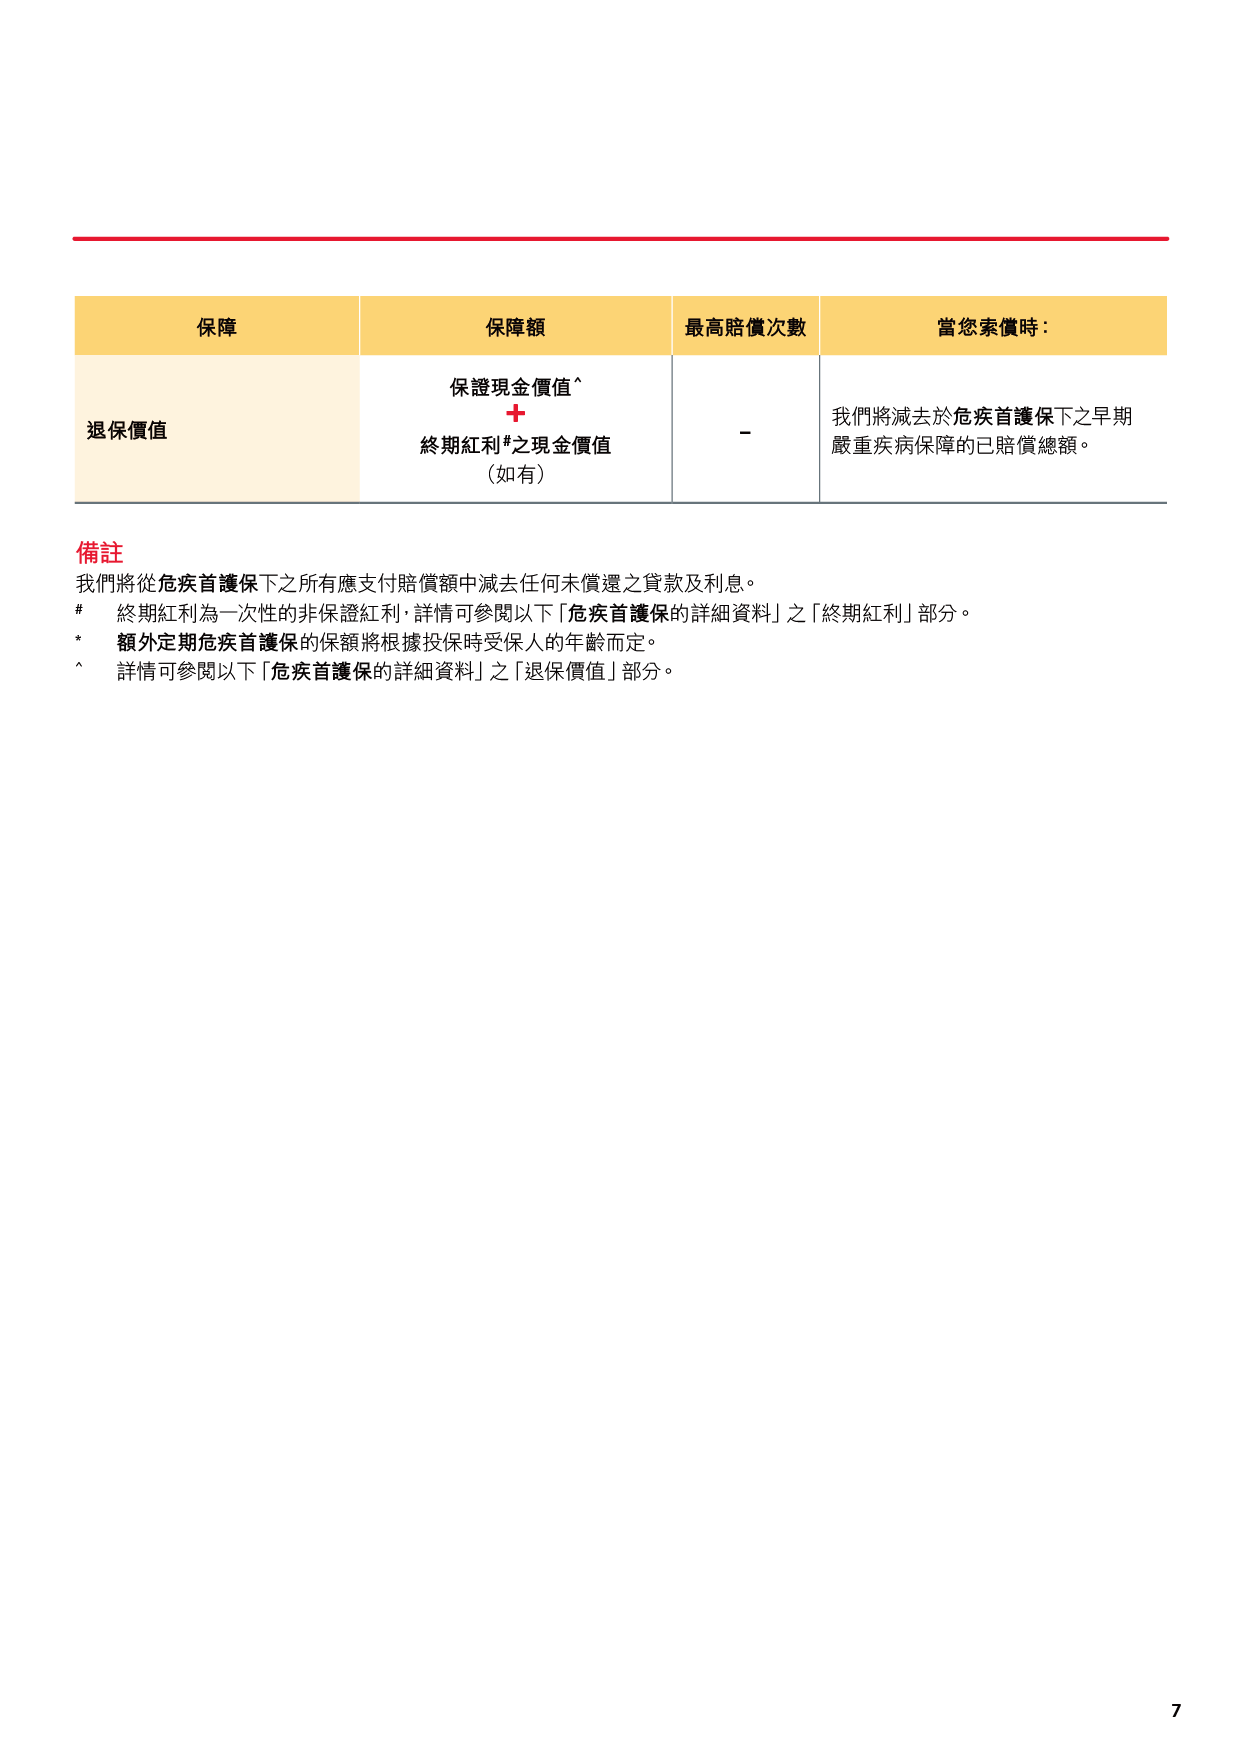 保障 保障額 最高賠償次數 當您索償時：
退保價值
保證現金價值^
+
終期紅利#之現金價值
（如有）
–
我們將減去於危疾首護保下之早期
嚴重疾病保障的已賠償總額。
備註
我們將從危疾首護保下之所有應支付賠償額中減去任何未償還之貸款及利息。
# 終期紅利為一次性的非保證紅利，詳情可參閱以下「危疾首護保的詳細資料」之「終期紅利」部分。
* 額外定期危疾首護保的保額將根據投保時受保人的年齡而定。
^ 詳情可參閱以下「危疾首護保的詳細資料」之「退保價值」部分。
7